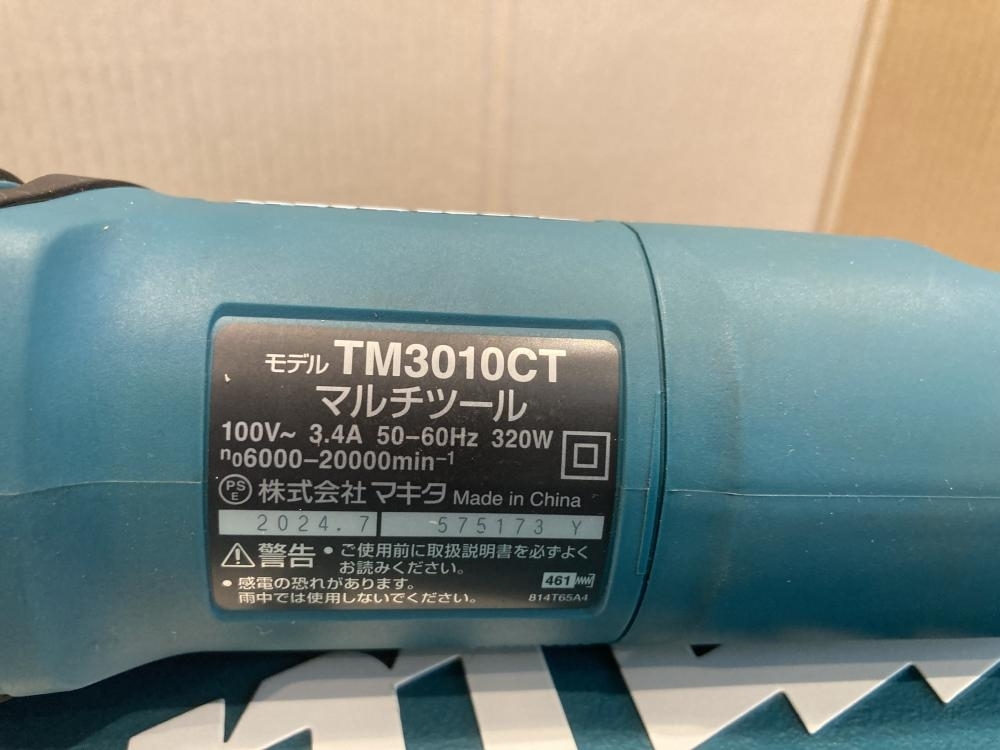 モデル TM3010CT
マルチツール
100V~ 3.4A 50-60Hz 320W
n₀6000-20000min⁻¹
PSE 株式会社 マキタ Made in China
2024.7 575173 Y
警告 • ご使用前に取扱説明書を必ずよくお読みください。
• 感電の恐れがあります。
雨中では使用しないでください。
461
814T65A4